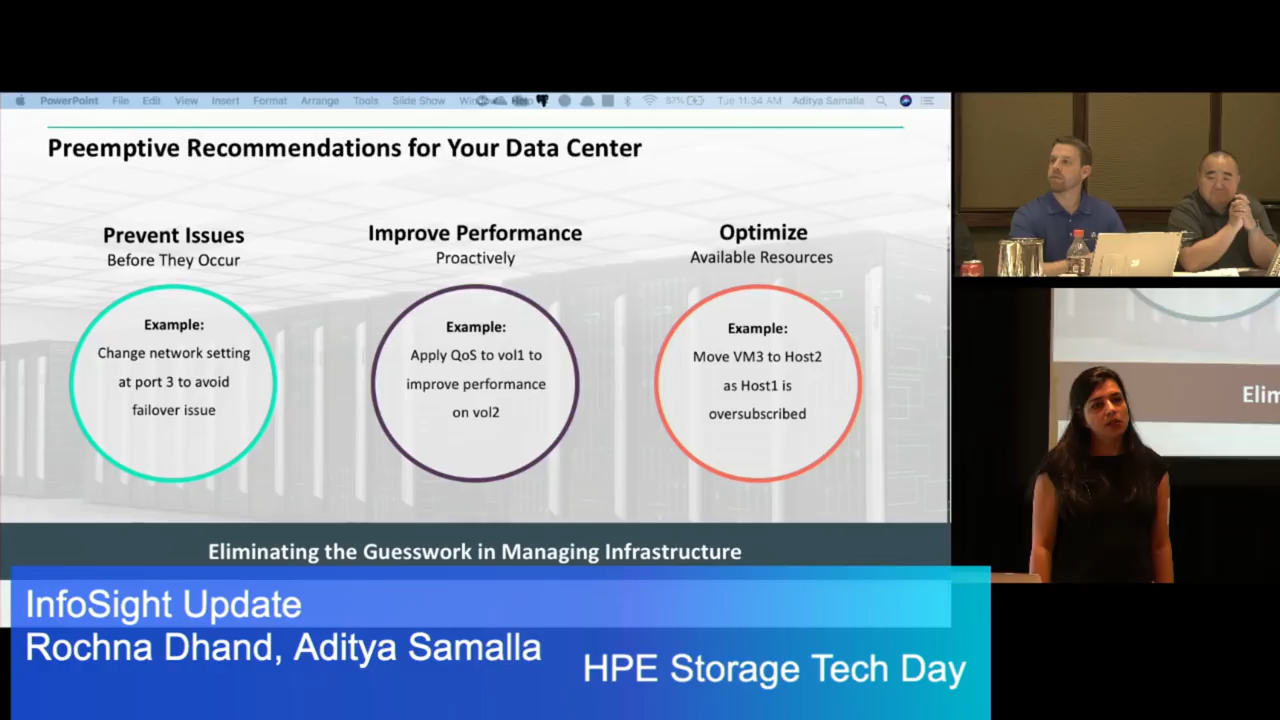 PowerPoint File Edit View Insert Format Arrange Tools Slide Show 57% Tue 11:34 AM Aditya Samalla
Preemptive Recommendations for Your Data Center
Prevent Issues
Before They Occur
Example:
Change network setting
at port 3 to avoid
failover issue
Improve Performance
Proactively
Example:
Apply QoS to vol1 to
improve performance
on vol2
Optimize
Available Resources
Example:
Move VM3 to Host2
as Host1 is
oversubscribed
Eliminating the Guesswork in Managing Infrastructure
Elim
InfoSight Update
Rochna Dhand, Aditya Samalla
HPE Storage Tech Day